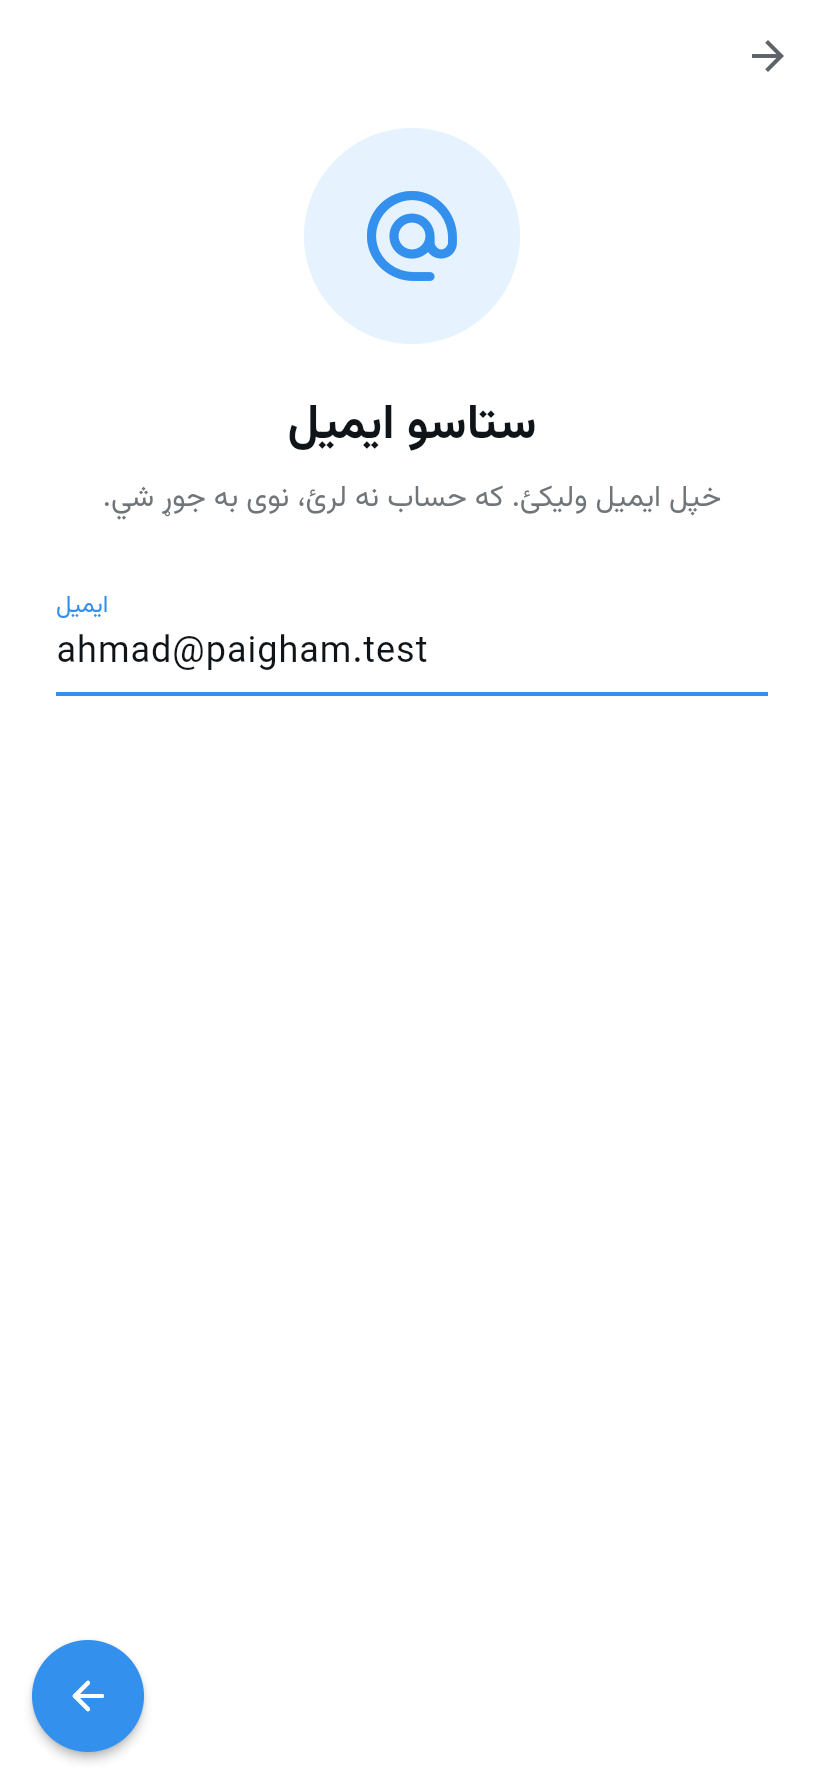 ستاسو ایمیل
خپل ایمیل ولیکئ. که حساب نه لرئ، نوی به جوړ شي.
ایمیل
ahmad@paigham.test